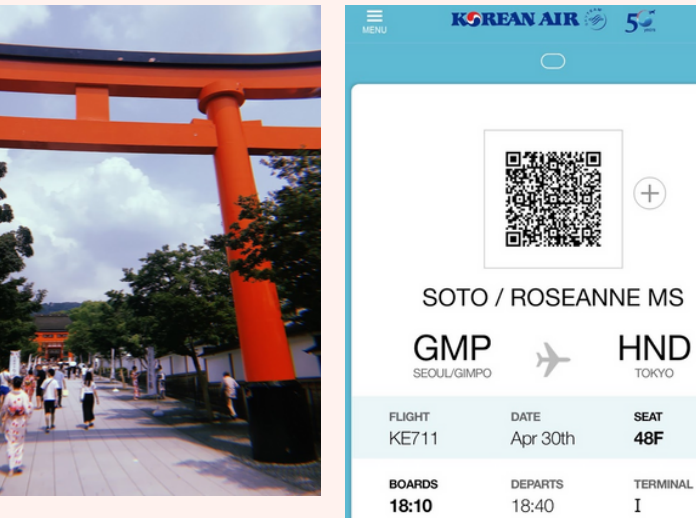 MENU
KOREAN AIR 50
SOTO / ROSEANNE MS
GMP HND
SEOUL/GIMPO TOKYO
FLIGHT DATE SEAT
KE711 Apr 30th 48F
BOARDS DEPARTS TERMINAL
18:10 18:40 I